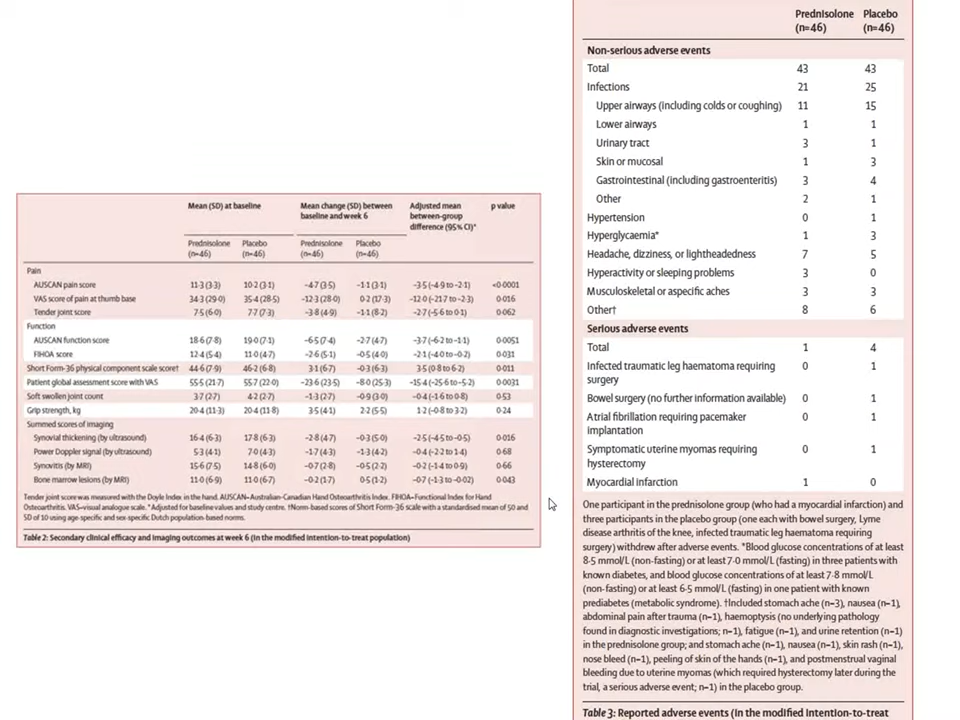 Mean (SD) at baseline Mean change (SD) between baseline and week 6 Adjusted mean between-group difference (95% CI)* p value
Prednisolone (n=46) Placebo (n=46) Prednisolone (n=46) Placebo (n=46)
Pain
AUSCAN pain score 11·3 (3·3) 10·2 (3·1) –4·7 (3·5) –1·1 (3·1) –3·5 (–4·9 to –2·1) <0·0001
VAS score of pain at thumb base 34·3 (29·0) 35·4 (28·5) –12·3 (28·0) 0·2 (17·3) –12·0 (–21·7 to –2·3) 0·016
Tender joint score 7·5 (6·0) 7·7 (7·3) –3·8 (4·9) –1·1 (8·2) –2·7 (–5·6 to 0·1) 0·062
Function
AUSCAN function score 18·6 (7·8) 19·0 (7·1) –6·5 (7·4) –2·7 (4·7) –3·7 (–6·2 to –1·1) 0·0051
FIHOA score 12·4 (5·4) 11·0 (4·7) –2·6 (5·1) –0·5 (4·0) –2·1 (–4·0 to –0·2) 0·031
Short Form-36 physical component scale score† 44·6 (7·9) 46·2 (6·8) 3·1 (6·7) –0·3 (6·3) 3·5 (0·8 to 6·2) 0·011
Patient global assessment score with VAS 55·5 (21·7) 55·7 (22·0) –23·6 (23·5) –8·0 (25·3) –15·4 (–25·6 to –5·2) 0·0031
Soft swollen joint count 3·7 (2·7) 4·2 (2·7) –1·3 (2·7) –0·9 (3·0) –0·4 (–1·6 to 0·8) 0·53
Grip strength, kg 20·4 (11·3) 20·4 (11·8) 3·5 (4·1) 2·2 (5·5) 1·2 (–0·8 to 3·2) 0·24
Summed scores of imaging
Synovial thickening (by ultrasound) 16·4 (6·3) 17·8 (6·3) –2·8 (4·7) –0·3 (5·0) –2·5 (–4·5 to –0·5) 0·016
Power Doppler signal (by ultrasound) 5·3 (4·1) 7·0 (4·3) –1·7 (4·3) –1·3 (4·2) –0·4 (–2·2 to 1·4) 0·68
Synovitis (by MRI) 15·6 (7·5) 14·8 (6·0) –0·7 (2·8) –0·5 (2·2) –0·2 (–1·4 to 0·9) 0·66
Bone marrow lesions (by MRI) 11·0 (6·9) 11·0 (6·7) –0·2 (1·7) 0·5 (1·2) –0·7 (–1·3 to –0·02) 0·043
Tender joint score was measured with the Doyle Index in the hand. AUSCAN=Australian-Canadian Hand Osteoarthritis Index. FIHOA=Functional Index for Hand
Osteoarthritis. VAS=visual analogue scale. *Adjusted for baseline values and study centre. †Norm-based scores of Short Form-36 scale with a standardised mean of 50 and
SD of 10 using age-specific and sex-specific Dutch population-based norms.
Table 2: Secondary clinical efficacy and imaging outcomes at week 6 (in the modified intention-to-treat population)
Prednisolone (n=46) Placebo (n=46)
Non-serious adverse events
Total 43 43
Infections 21 25
Upper airways (including colds or coughing) 11 15
Lower airways 1 1
Urinary tract 3 1
Skin or mucosal 1 3
Gastrointestinal (including gastroenteritis) 3 4
Other 2 1
Hypertension 0 1
Hyperglycaemia* 1 3
Headache, dizziness, or lightheadedness 7 5
Hyperactivity or sleeping problems 3 0
Musculoskeletal or aspecific aches 3 3
Other† 8 6
Serious adverse events
Total 1 4
Infected traumatic leg haematoma requiring 0 1
surgery
Bowel surgery (no further information available) 0 1
Atrial fibrillation requiring pacemaker 0 1
implantation
Symptomatic uterine myomas requiring 0 1
hysterectomy
Myocardial infarction 1 0
One participant in the prednisolone group (who had a myocardial infarction) and
three participants in the placebo group (one each with bowel surgery, Lyme
disease arthritis of the knee, infected traumatic leg haematoma requiring
surgery) withdrew after adverse events. *Blood glucose concentrations of at least
8·5 mmol/L (non-fasting) or at least 7·0 mmol/L (fasting) in three patients with
known diabetes, and blood glucose concentrations of at least 7·8 mmol/L
(non-fasting) or at least 6·5 mmol/L (fasting) in one patient with known
prediabetes (metabolic syndrome). †Included stomach ache (n=3), nausea (n=1),
abdominal pain after trauma (n=1), haemoptysis (no underlying pathology
found in diagnostic investigations; n=1), fatigue (n=1), and urine retention (n=1)
in the prednisolone group; and stomach ache (n=1), nausea (n=1), skin rash (n=1),
nose bleed (n=1), peeling of skin of the hands (n=1), and postmenstrual vaginal
bleeding due to uterine myomas (which required hysterectomy later during the
trial, a serious adverse event; n=1) in the placebo group.
Table 3: Reported adverse events (in the modified intention-to-treat